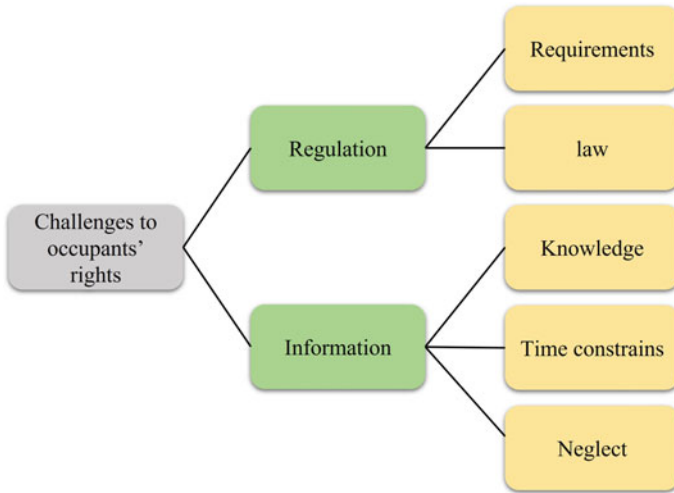 Challenges to
occupants'
rights
Regulation
Information
Requirements
law
Knowledge
Time constrains
Neglect